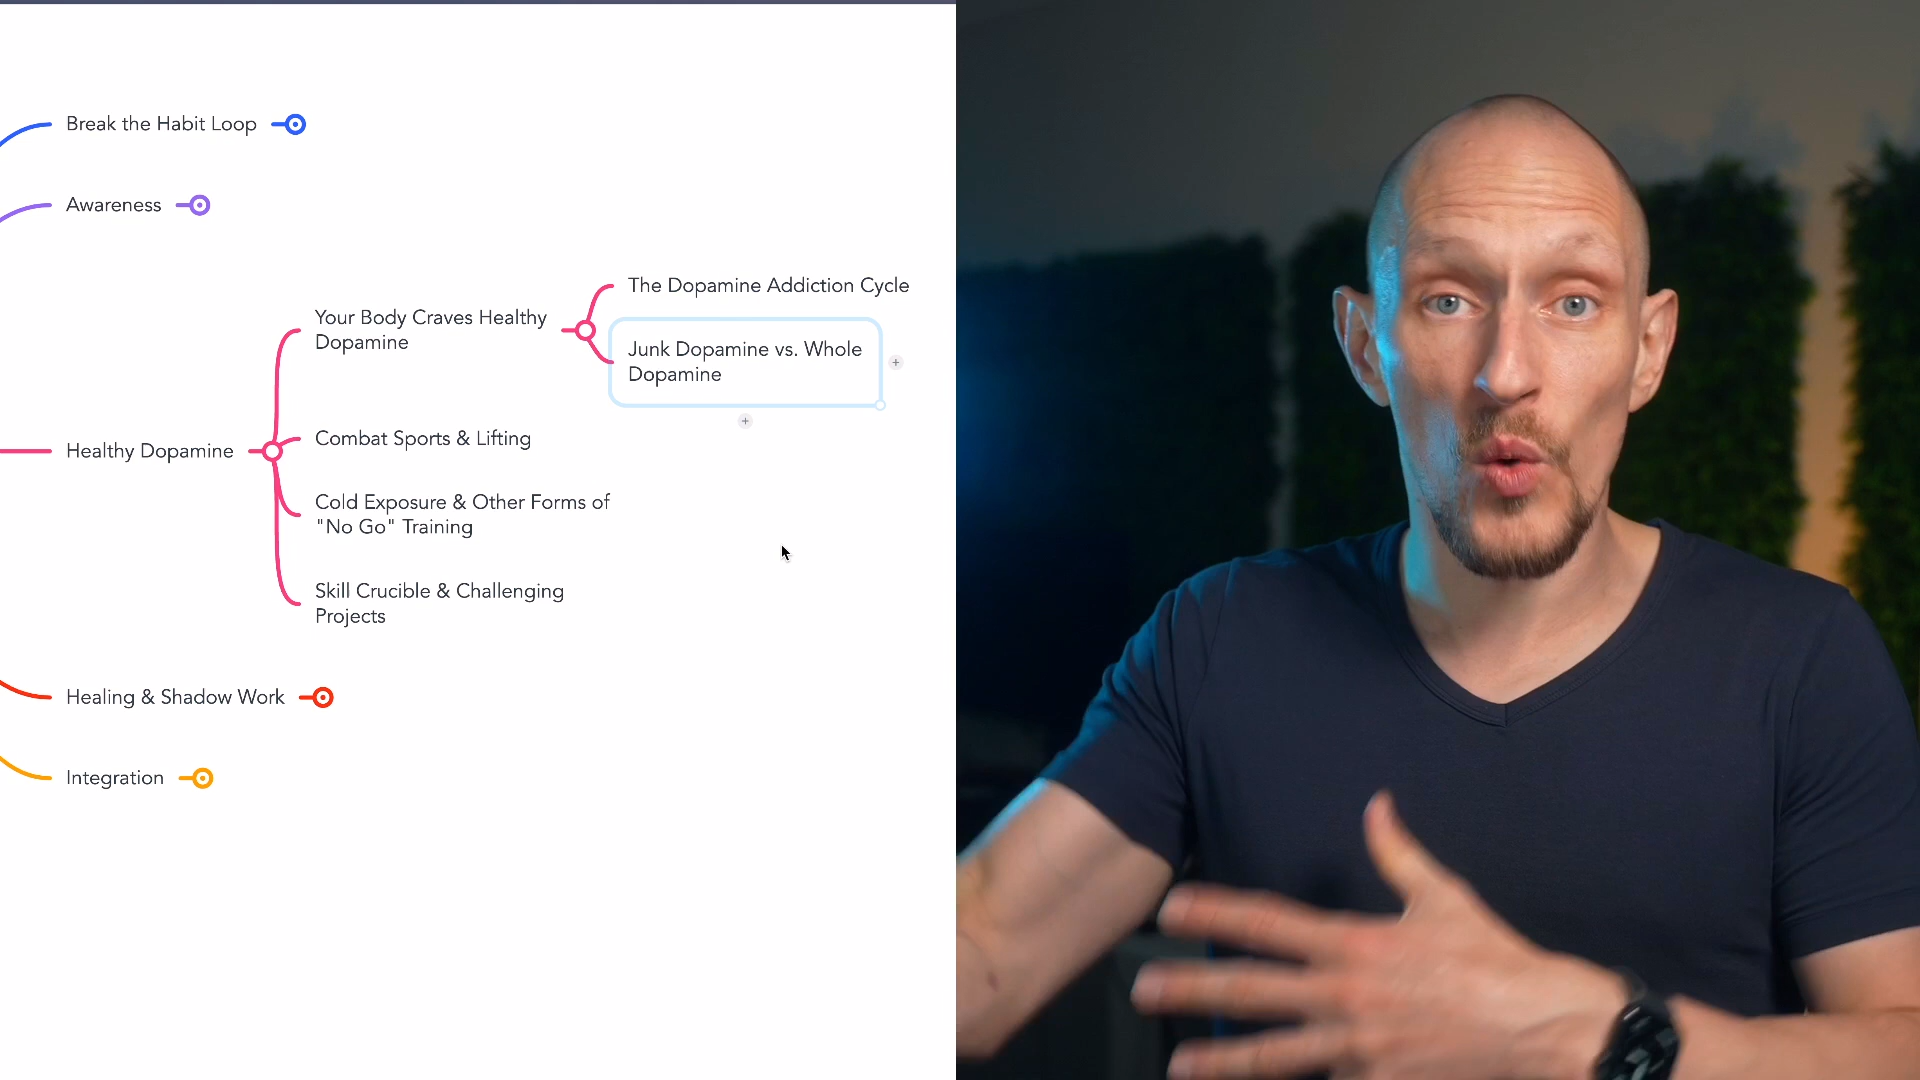 Break the Habit Loop
Awareness
The Dopamine Addiction Cycle
Your Body Craves Healthy
Dopamine
Junk Dopamine vs. Whole
Dopamine
Combat Sports & Lifting
Healthy Dopamine
Cold Exposure & Other Forms of
"No Go" Training
Skill Crucible & Challenging
Projects
Healing & Shadow Work
Integration